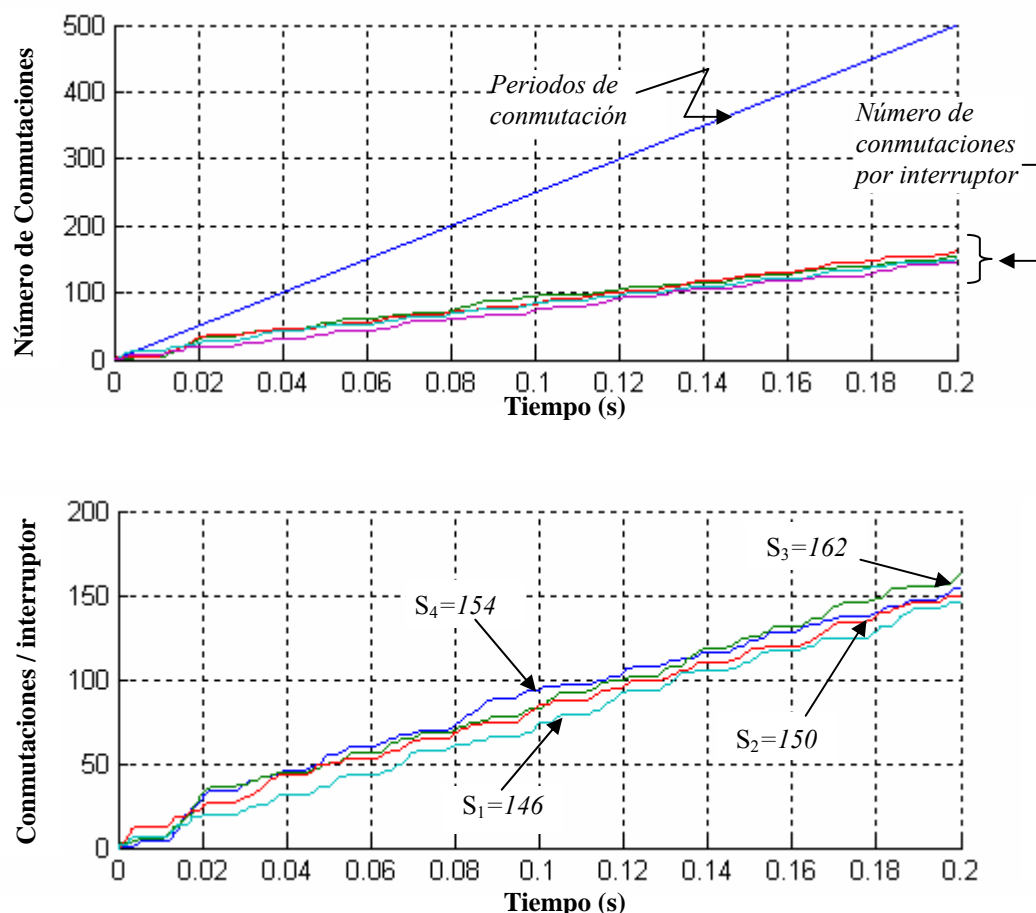 500
400
300
200
100
0
Número de Conmutaciones
Periodos de
conmutación
Número de
conmutaciones
por interruptor
0 0.02 0.04 0.06 0.08 0.1 0.12 0.14 0.16 0.18 0.2
Tiempo (s)
200
150
100
50
0
Conmutaciones / interruptor
S3=162
S4=154
S2=150
S1=146
0 0.02 0.04 0.06 0.08 0.1 0.12 0.14 0.16 0.18 0.2
Tiempo (s)